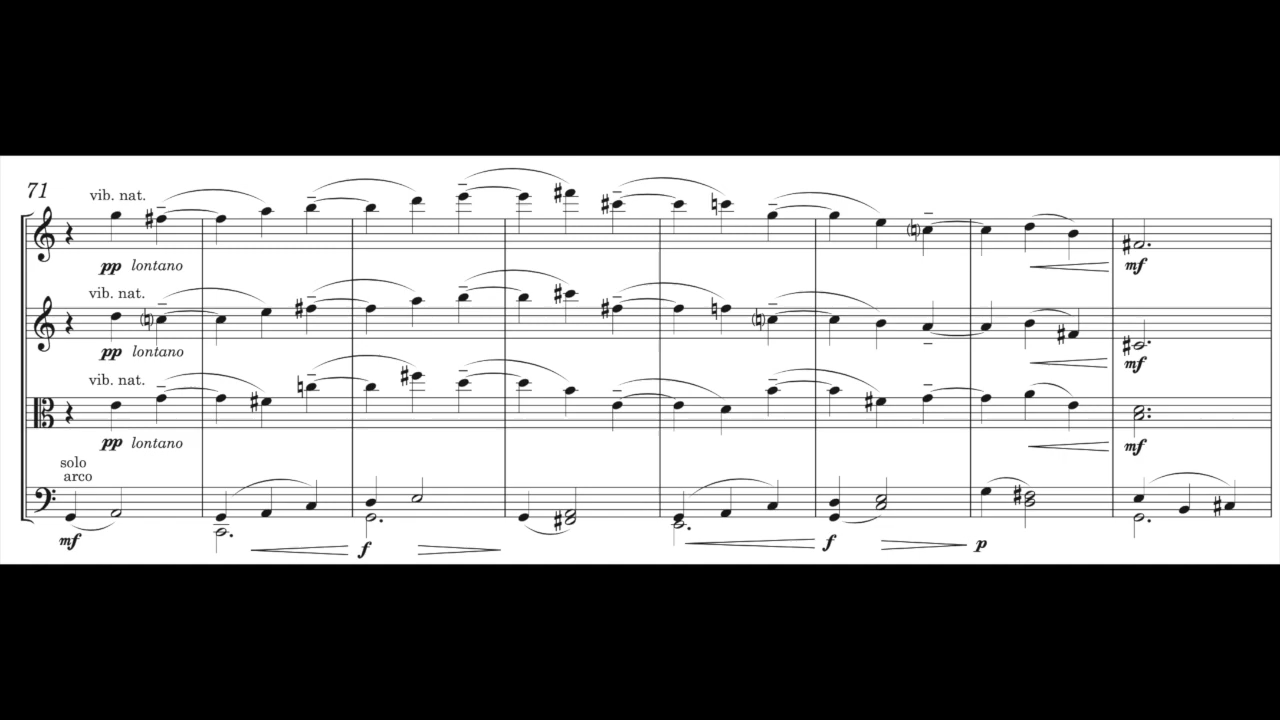 71
vib. nat.
pp lontano
vib. nat.
pp lontano
vib. nat.
pp lontano
solo
arco
mf
f
f
p
mf
mf
mf